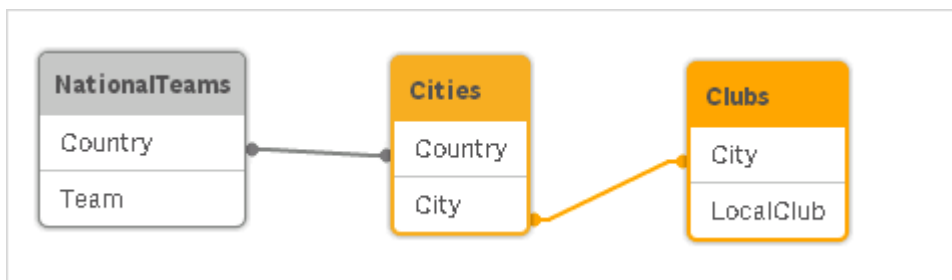 NationalTeams
Country
Team
Cities
Country
City
Clubs
City
LocalClub